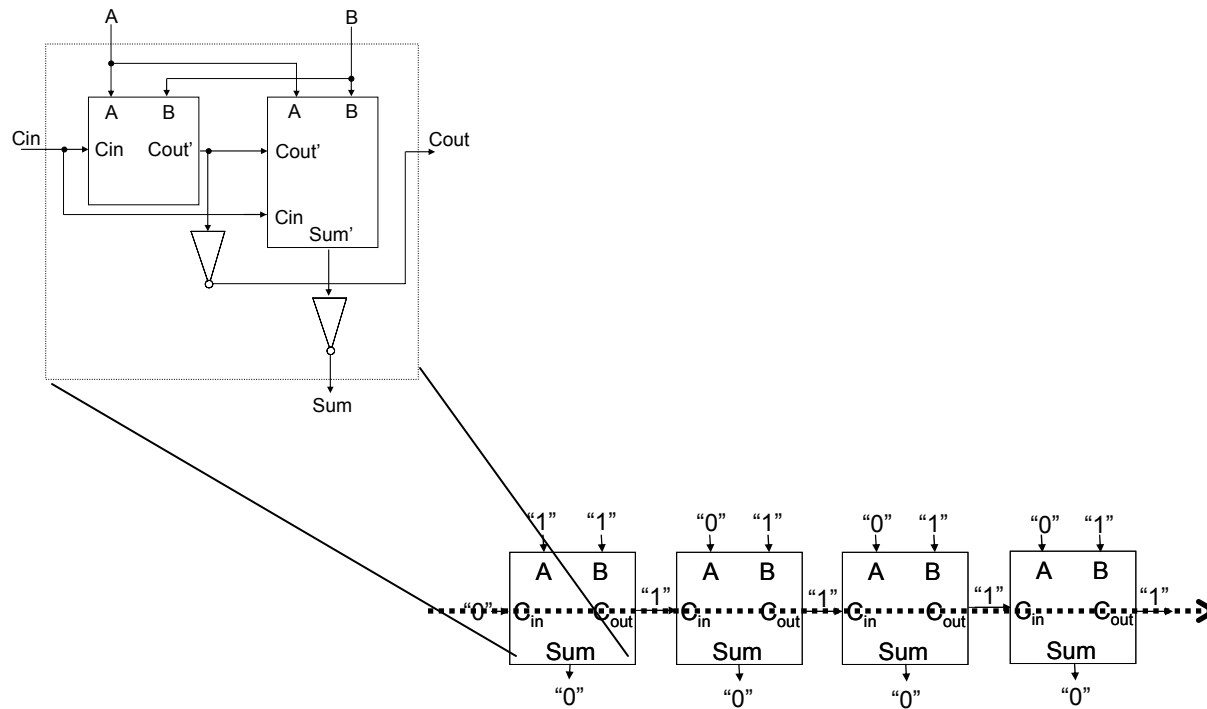 A B
A B A B
Cin Cin Cout' Cout' Cout
Cin
Sum’
Sum
“1” “1” “0” “1” “0” “1” “0” “1”
A B A B A B A B
“0” Cin Cout “1” Cin Cout “1” Cin Cout “1” Cin Cout “1”
Sum Sum Sum Sum
“0” “0” “0” “0”